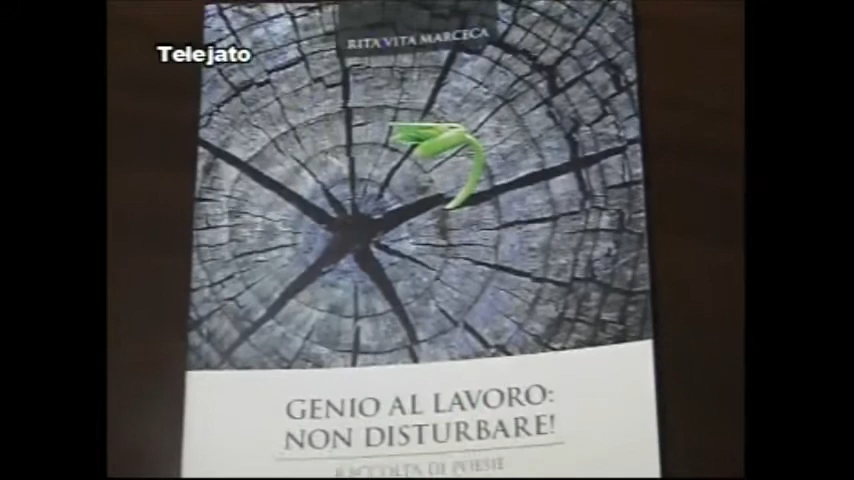 Telejato
RITA VITA MARCECA
GENIO AL LAVORO:
NON DISTURBARE!
RACCOLTA DI POESIE